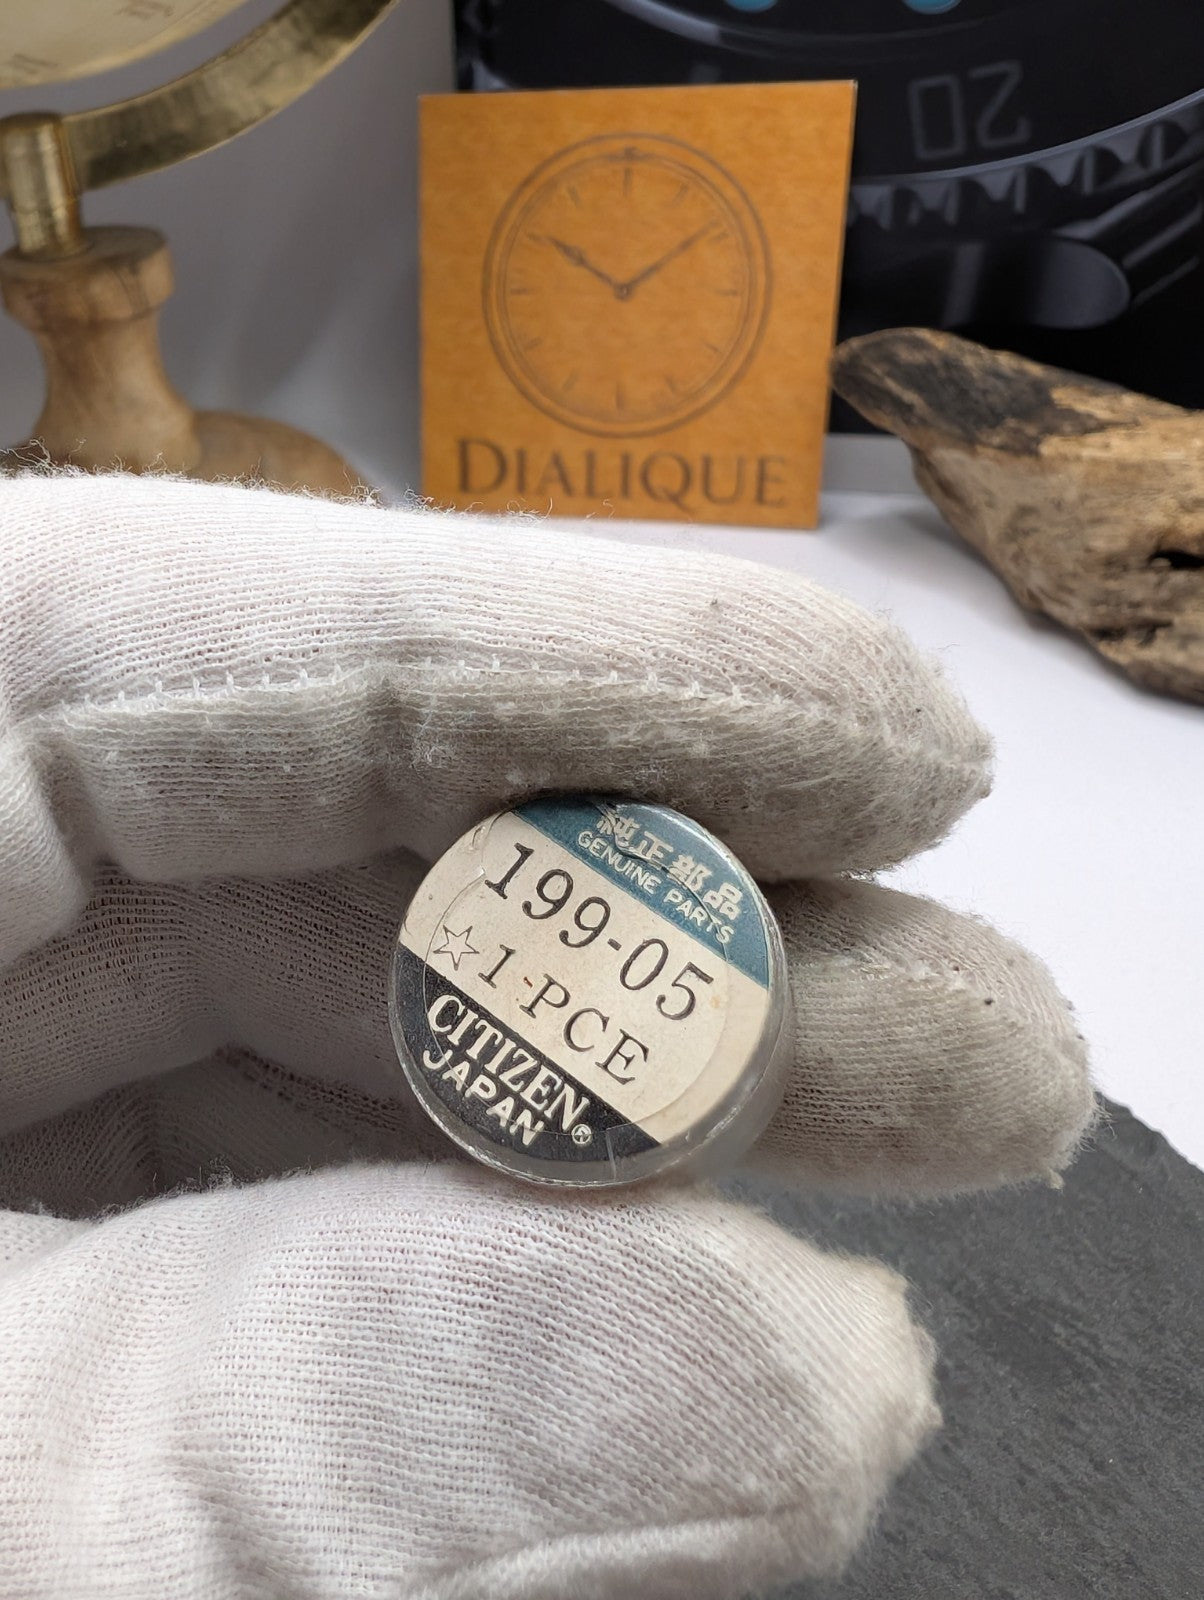 20
DIALIQUE
純正部品
GENUINE PARTS
199-05
☆ 1-PCE
CITIZEN
JAPAN ®